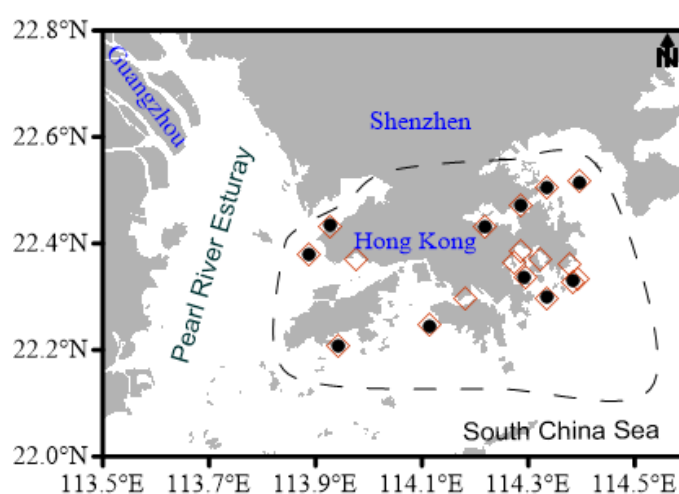 22.8°N
N
Guangzhou
22.6°N
Shenzhen
Pearl River Esturay
22.4°N
Hong Kong
22.2°N
South China Sea
22.0°N
113.5°E 113.7°E 113.9°E 114.1°E 114.3°E 114.5°E